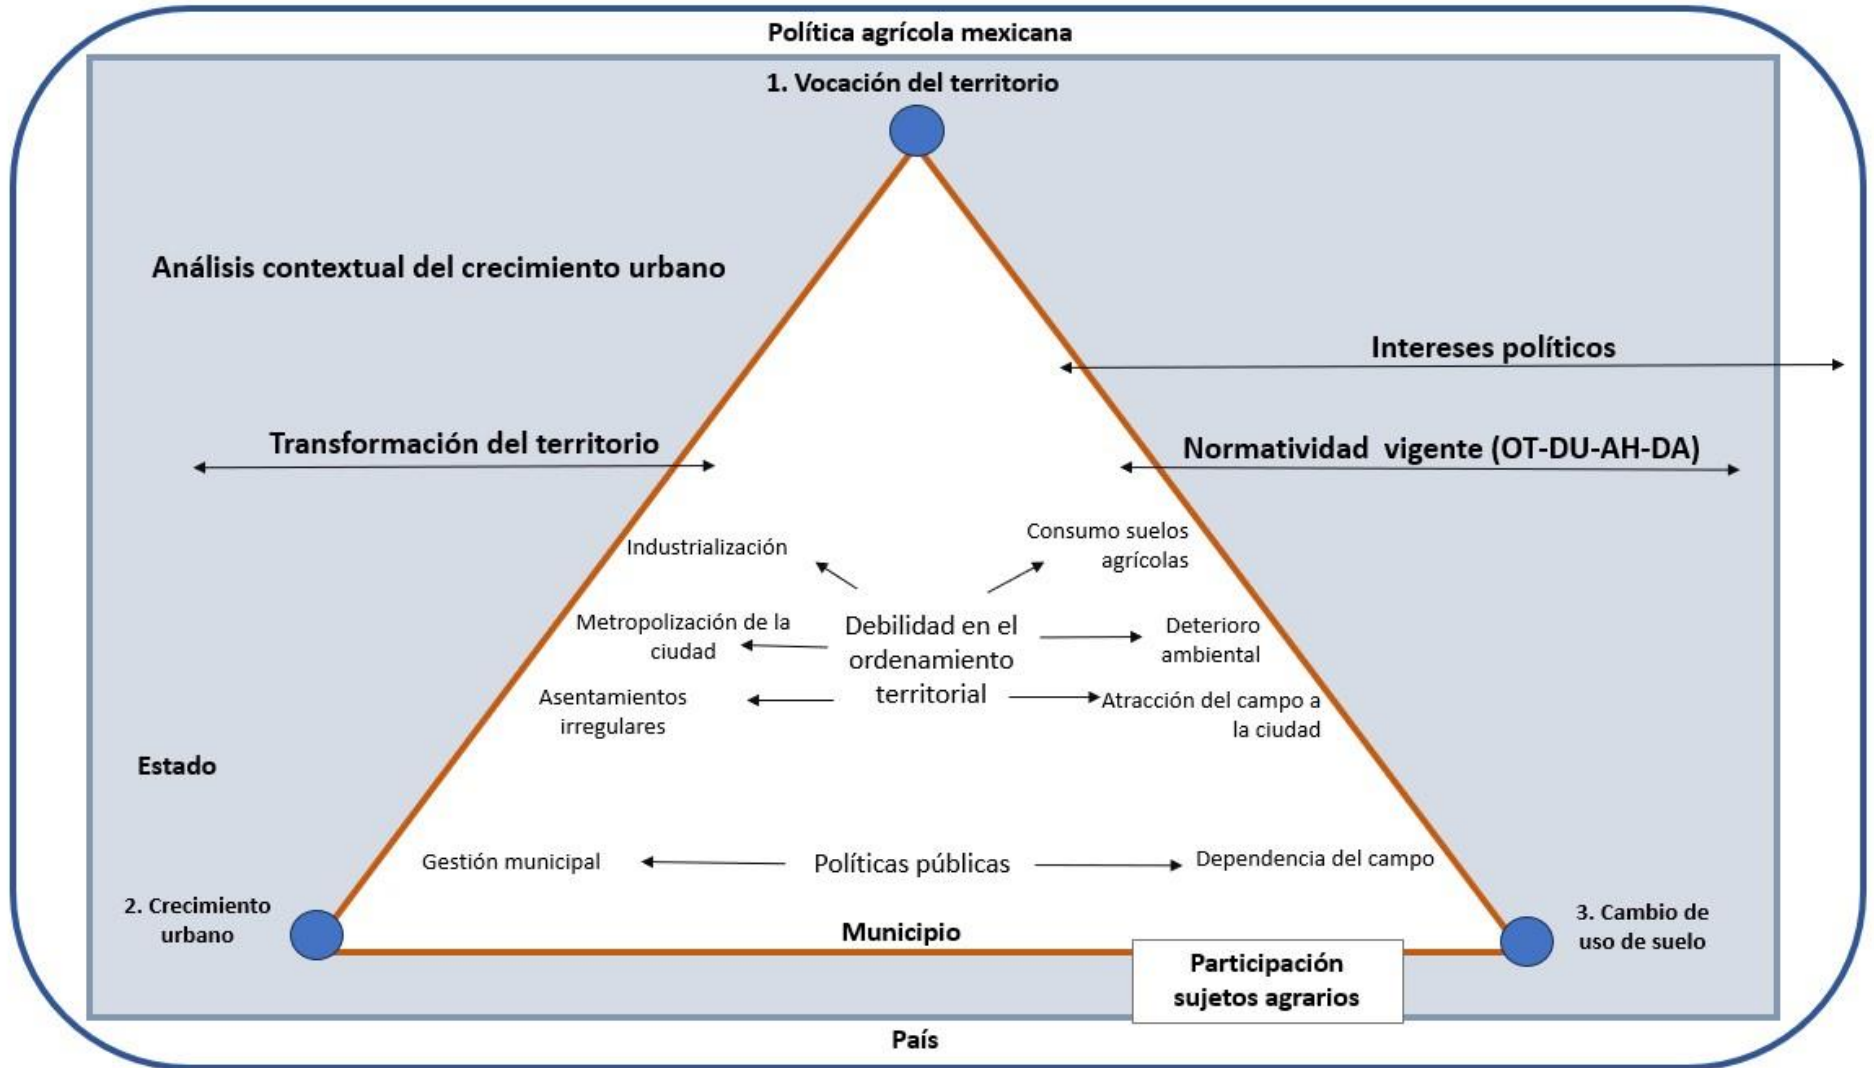 Política agrícola mexicana
1. Vocación del territorio
Análisis contextual del crecimiento urbano
Intereses políticos
Transformación del territorio
Normatividad vigente (OT-DU-AH-DA)
Industrialización
Consumo suelos
agrícolas
Metropolización de la
ciudad
Debilidad en el
ordenamiento
territorial
Deterioro
ambiental
Asentamientos
irregulares
Atracción del campo a
la ciudad
Estado
Gestión municipal
Políticas públicas
Dependencia del campo
2. Crecimiento
urbano
Municipio
3. Cambio de
uso de suelo
Participación
sujetos agrarios
País